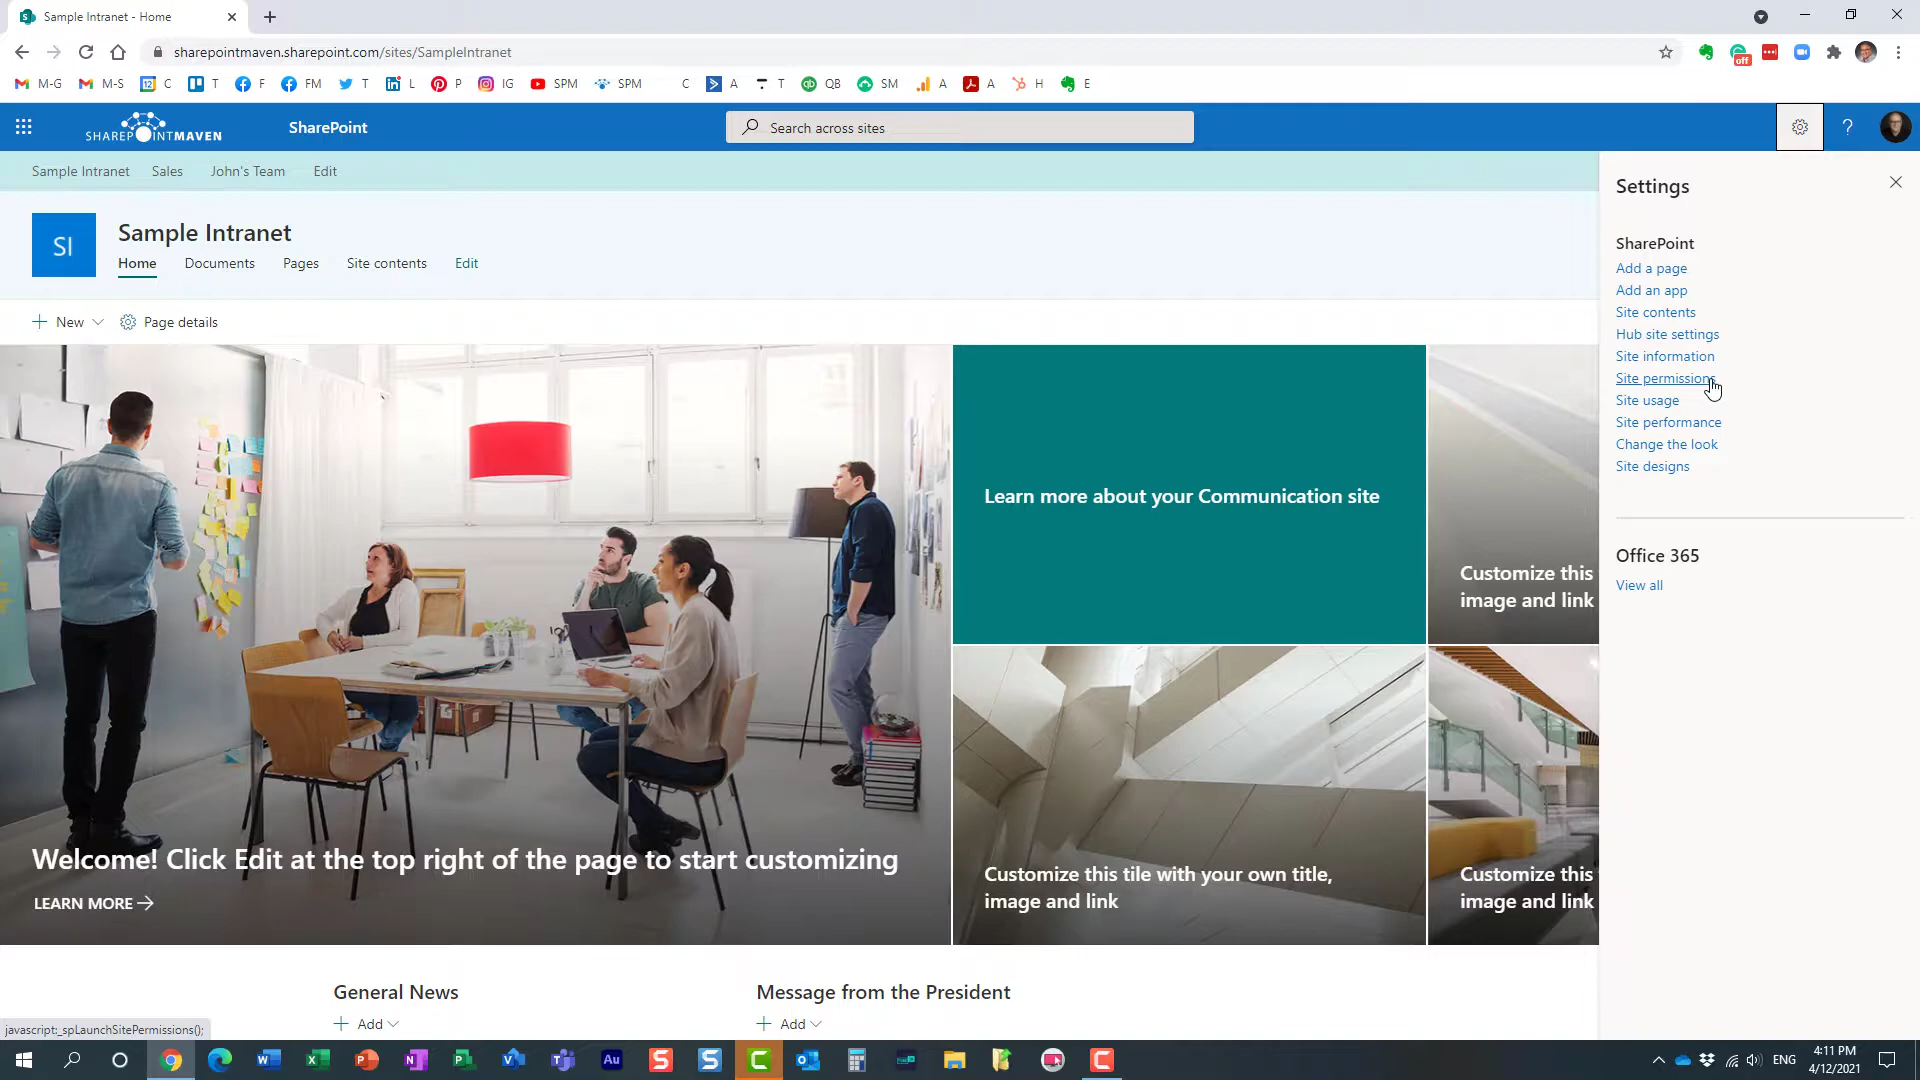 Sample Intranet - Home
sharepointmaven.sharepoint.com/sites/SampleIntranet
M-G
M-S
12
C
T
F
FM
T
L
P
IG
SPM
SPM
C
A
T
qb
QB
SM
A
A
H
E
off
SHAREPOINTMAVEN
SharePoint
Search across sites
?
Sample Intranet
Sales
John's Team
Edit
SI
Sample Intranet
Home
Documents
Pages
Site contents
Edit
New
Page details
Welcome! Click Edit at the top right of the page to start customizing
LEARN MORE
Learn more about your Communication site
Customize this
image and link
Customize this tile with your own title,
image and link
Customize this
image and link
General News
Add
Message from the President
Add
Settings
SharePoint
Add a page
Add an app
Site contents
Hub site settings
Site information
Site permissions
Site usage
Site performance
Change the look
Site designs
Office 365
View all
javascript:_spLaunchSitePermissions();
Au
ENG
4:11 PM
4/12/2021